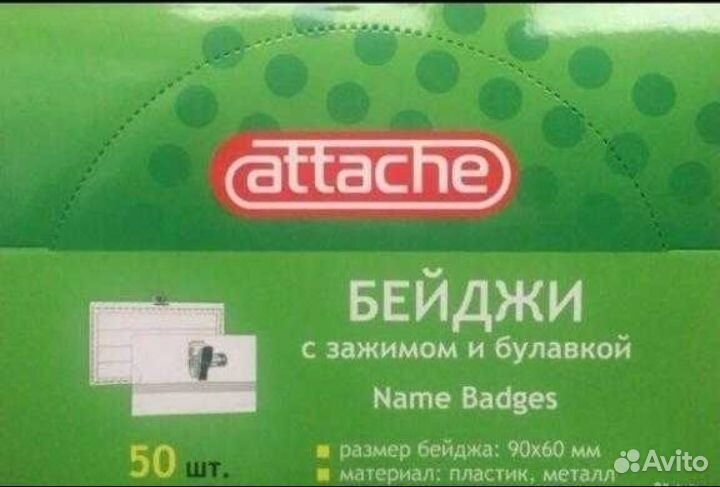 attache
БЕЙДЖИ
с зажимом и булавкой
Name Badges
50 шт.
размер бейджа: 90х60 мм
материал: пластик, металл
Avito